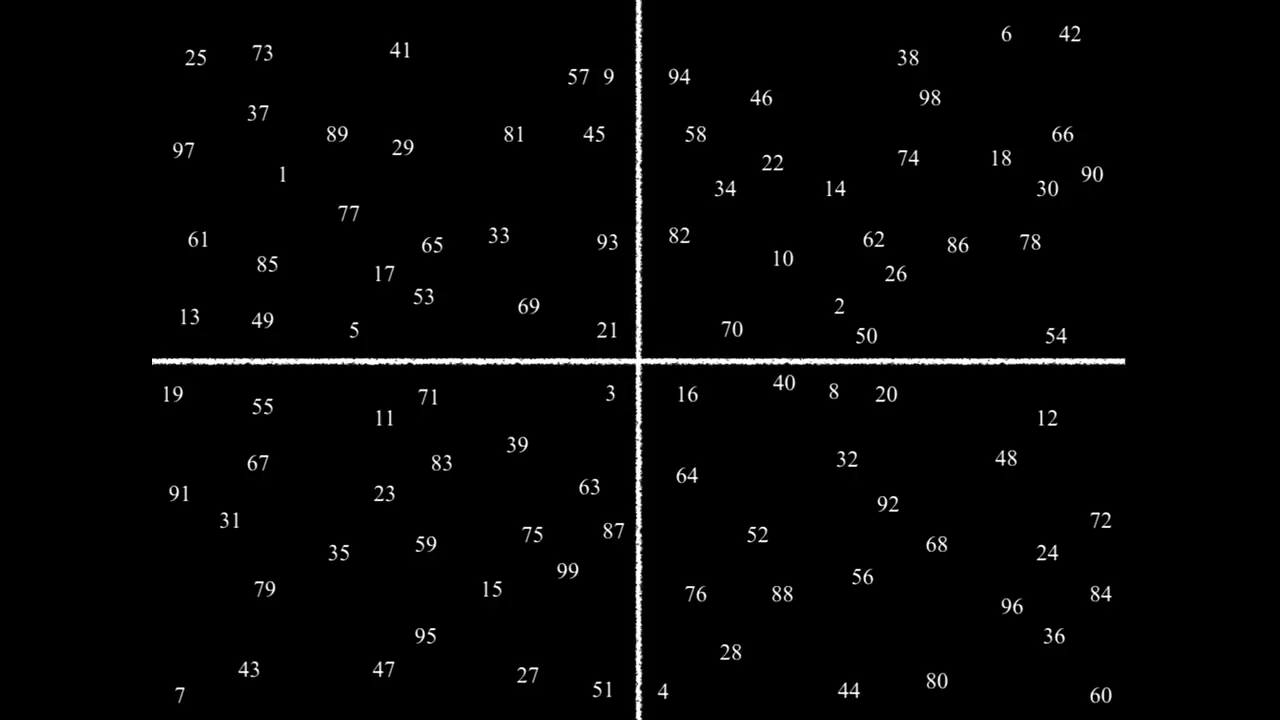 25 73 41 57 9
37
97 89 29 81 45
1
77
61 85 17 65 33 93
53
13 49 5 69 21
94 46 38 98 6 42
58 22 74 18 66 90
34 14 30
82 10 62 26 86 78
2
70 50 54
19 55 11 71 3
67 83 39
91 23 63
31 35 59 75 87
79 15 99
95
43 47 27 51
7
16 40 8 20 12
64 32 48
92
52 68 72 24
76 88 56 96 84
28 36
4 44 80 60